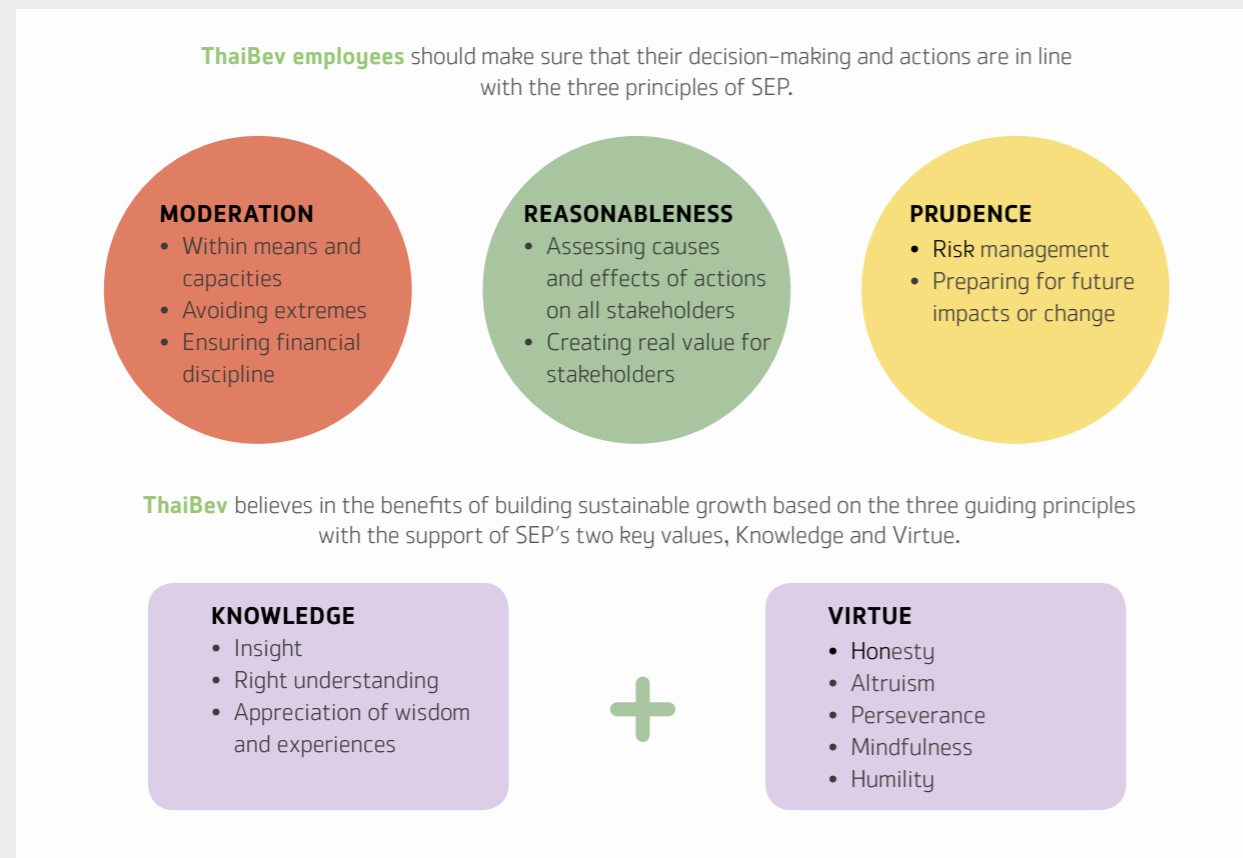 ThaiBev employees should make sure that their decision-making and actions are in line
with the three principles of SEP.
MODERATION
• Within means and
capacities
• Avoiding extremes
• Ensuring financial
discipline
REASONABLENESS
• Assessing causes
and effects of actions
on all stakeholders
• Creating real value for
stakeholders
PRUDENCE
• Risk management
• Preparing for future
impacts or change
ThaiBev believes in the benefits of building sustainable growth based on the three guiding principles
with the support of SEP's two key values, Knowledge and Virtue.
KNOWLEDGE
• Insight
• Right understanding
• Appreciation of wisdom
and experiences
+
VIRTUE
• Honesty
• Altruism
• Perseverance
• Mindfulness
• Humility